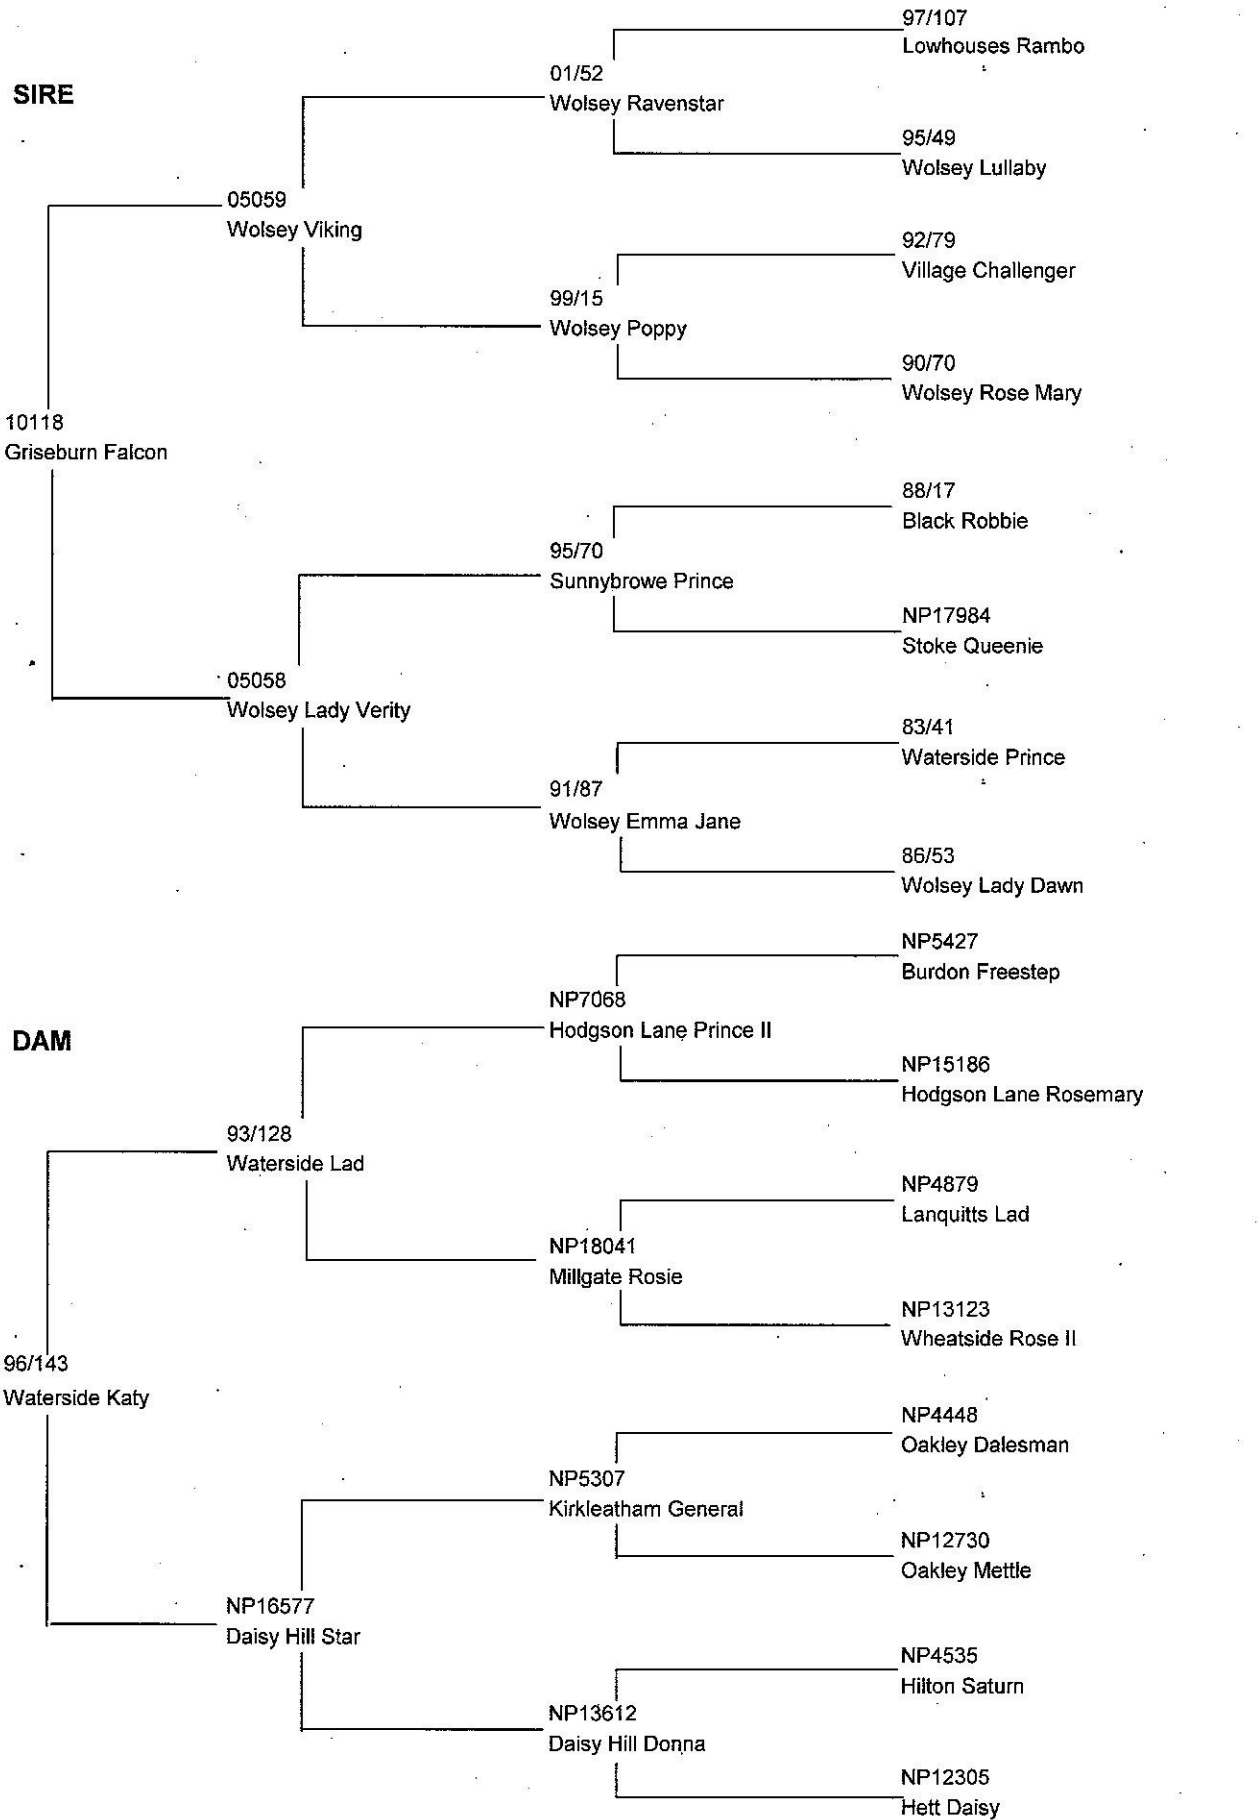 SIRE
10118
Griseburn Falcon
05059
Wolsey Viking
01/52
Wolsey Ravenstar
97/107
Lowhouses Rambo
95/49
Wolsey Lullaby
99/15
Wolsey Poppy
92/79
Village Challenger
90/70
Wolsey Rose Mary
05058
Wolsey Lady Verity
95/70
Sunnybrowe Prince
88/17
Black Robbie
NP17984
Stoke Queenie
91/87
Wolsey Emma Jane
83/41
Waterside Prince
86/53
Wolsey Lady Dawn
DAM
96/143
Waterside Katy
93/128
Waterside Lad
NP7068
Hodgson Lane Prince II
NP5427
Burdon Freestep
NP15186
Hodgson Lane Rosemary
NP18041
Millgate Rosie
NP4879
Lanquitts Lad
NP13123
Wheatside Rose II
NP16577
Daisy Hill Star
NP5307
Kirkleatham General
NP4448
Oakley Dalesman
NP12730
Oakley Mettle
NP13612
Daisy Hill Donna
NP4535
Hilton Saturn
NP12305
Hett Daisy